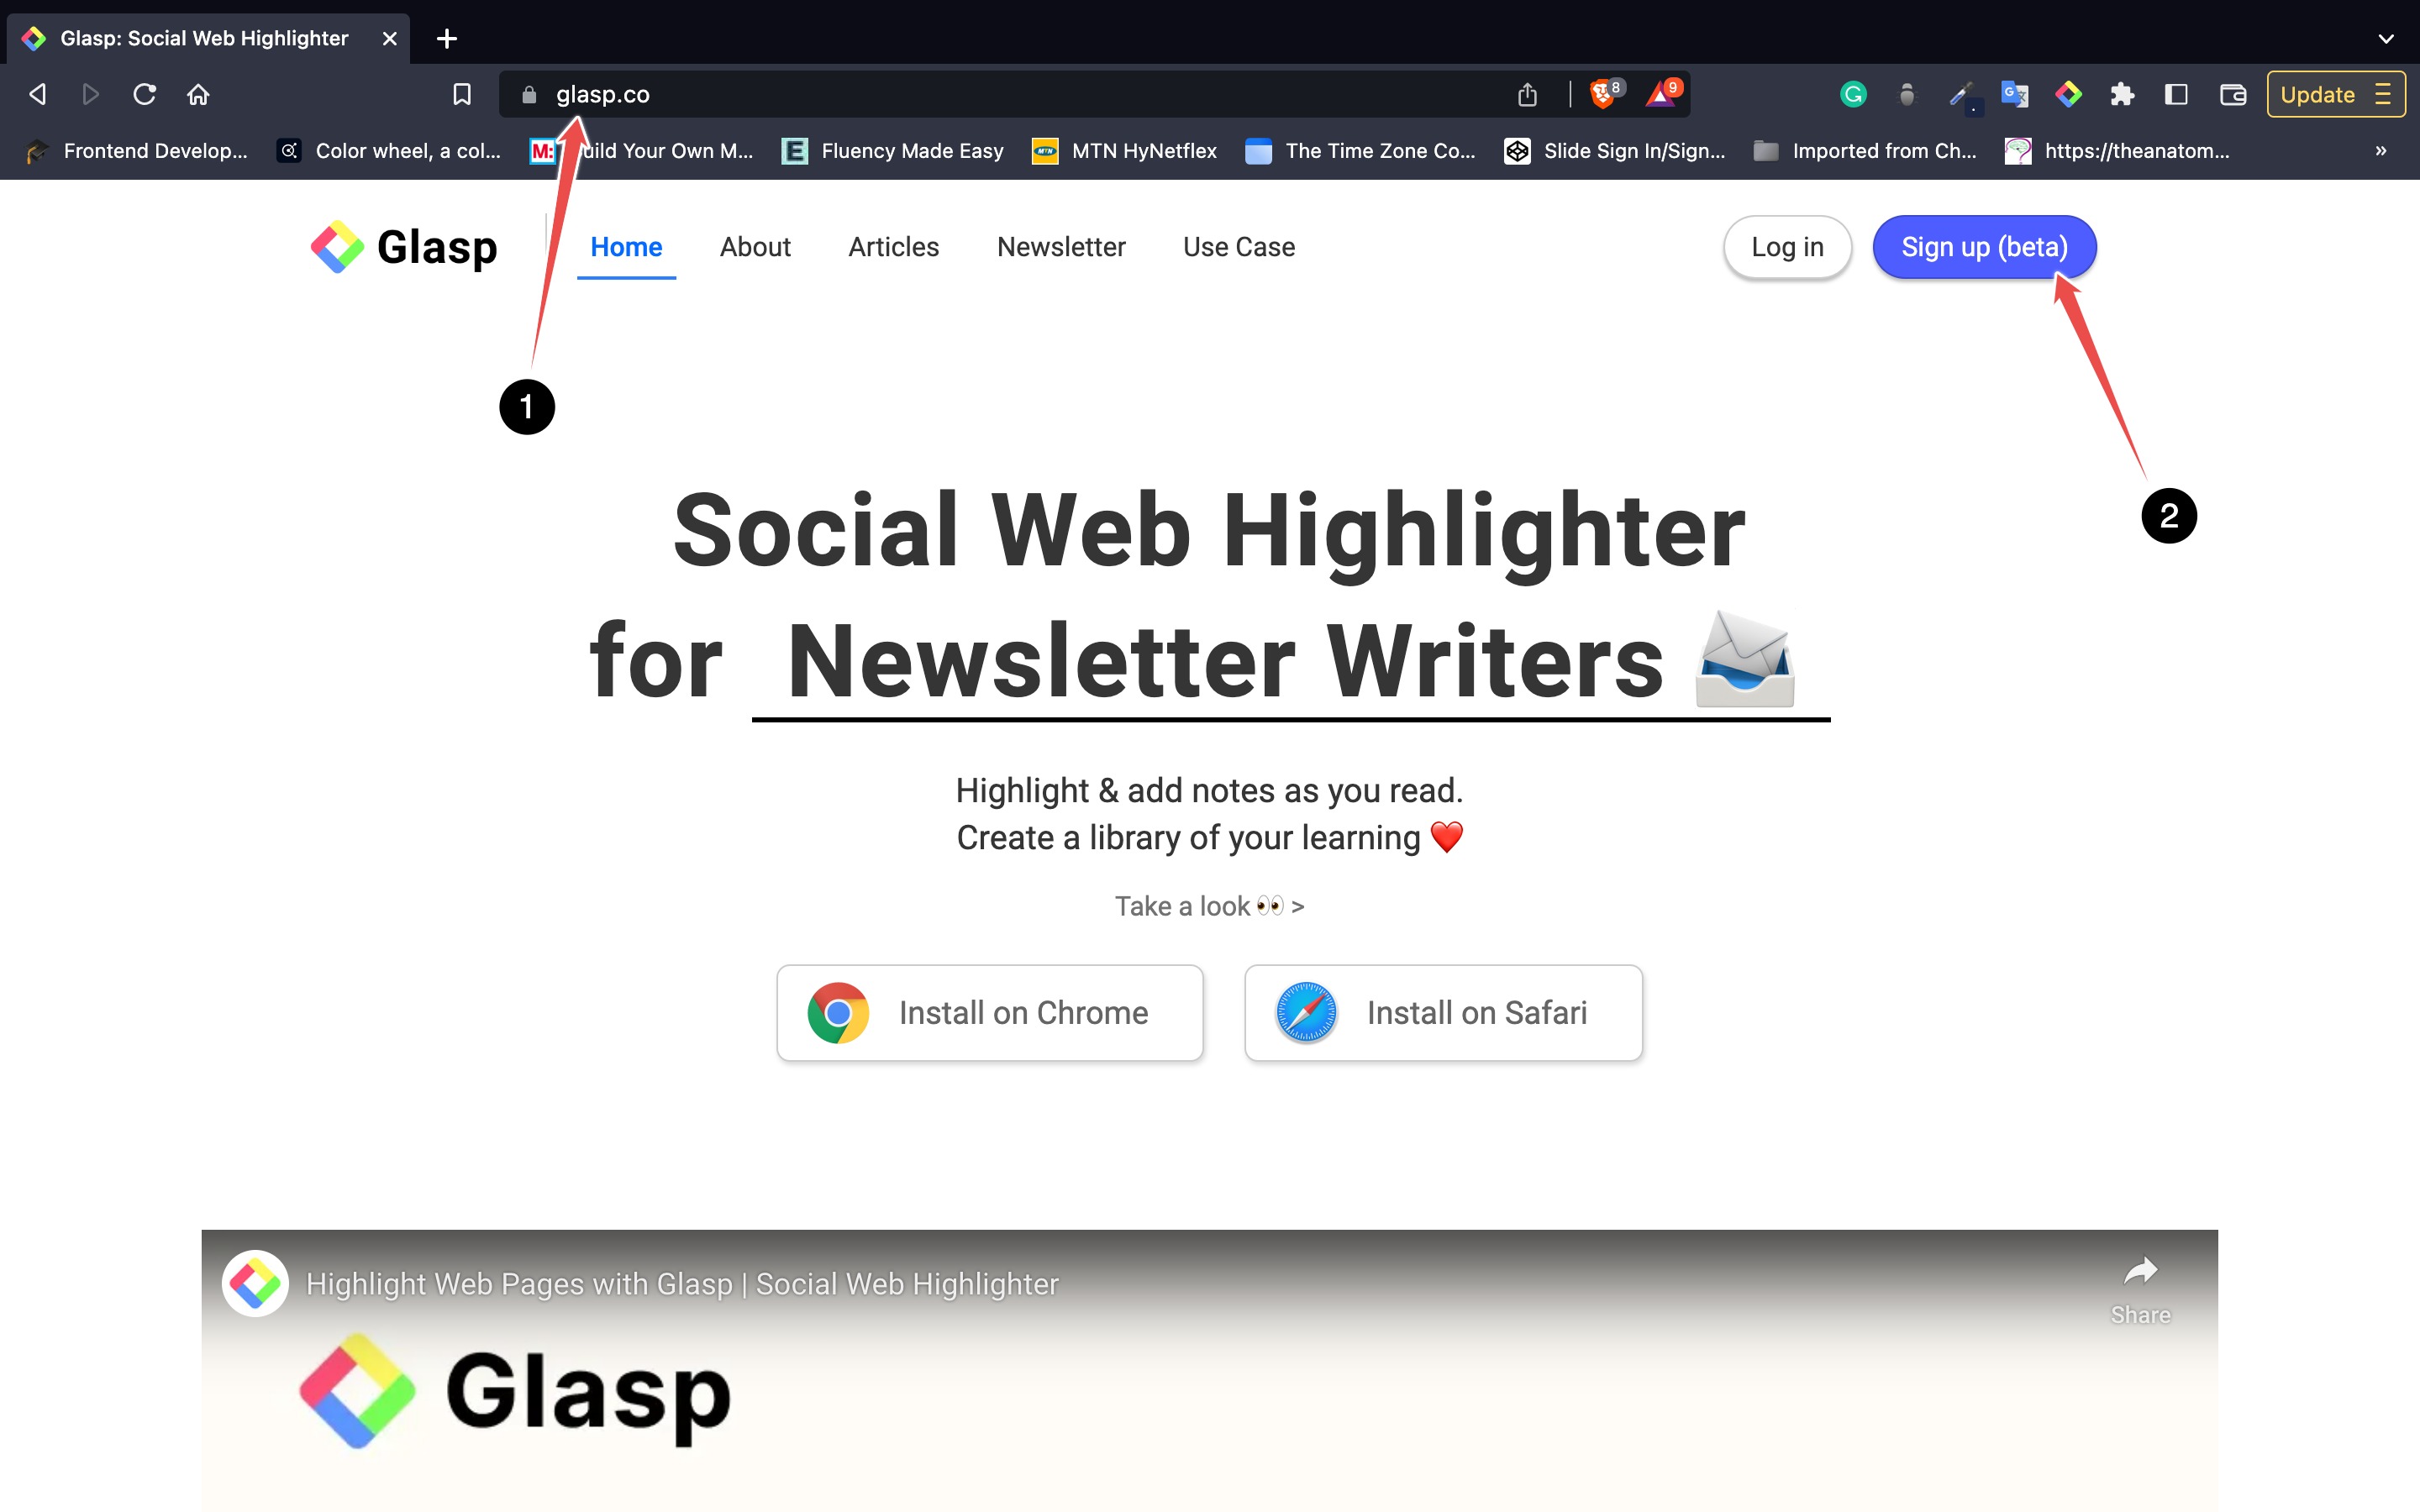 Glasp: Social Web Highlighter
glasp.co
8
9
Update
Frontend Develop...
Color wheel, a col...
M:
uild Your Own M...
E
Fluency Made Easy
MTN
MTN HyNetflex
The Time Zone Co...
Slide Sign In/Sign...
Imported from Ch...
https://theanatom...
»
Glasp
Home
About
Articles
Newsletter
Use Case
Log in
Sign up (beta)
1
2
Social Web Highlighter
for Newsletter Writers
Highlight & add notes as you read.
Create a library of your learning ❤️
Take a look 👀 >
Install on Chrome
Install on Safari
Highlight Web Pages with Glasp | Social Web Highlighter
Share
Glasp